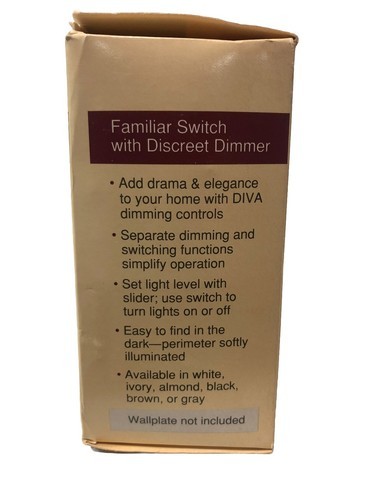 Familiar Switch
with Discreet Dimmer
• Add drama & elegance
to your home with DIVA
dimming controls
• Separate dimming and
switching functions
simplify operation
• Set light level with
slider; use switch to
turn lights on or off
• Easy to find in the
dark—perimeter softly
illuminated
• Available in white,
ivory, almond, black,
brown, or gray
Wallplate not included